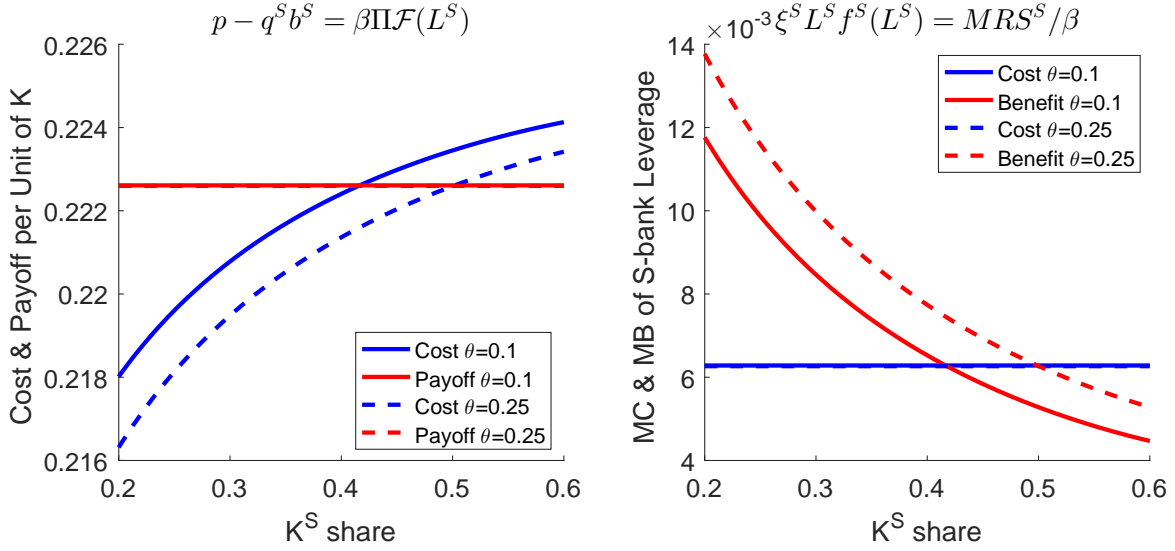 p − q^S b^S = βΠℱ(L^S)
Cost & Payoff per Unit of K
0.226
0.224
0.222
0.22
0.218
0.216
0.2
0.3
0.4
0.5
0.6
K^S share
Cost θ=0.1
Payoff θ=0.1
Cost θ=0.25
Payoff θ=0.25
×10^-3 ξ^S L^S f^S(L^S) = MRS^S/β
MC & MB of S-bank Leverage
14
12
10
8
6
4
0.2
0.3
0.4
0.5
0.6
K^S share
Cost θ=0.1
Benefit θ=0.1
Cost θ=0.25
Benefit θ=0.25